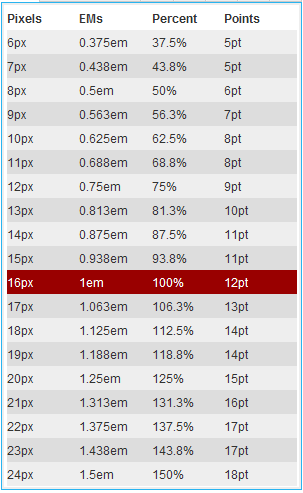 Pixels EMs Percent Points
6px 0.375em 37.5% 5pt
7px 0.438em 43.8% 5pt
8px 0.5em 50% 6pt
9px 0.563em 56.3% 7pt
10px 0.625em 62.5% 8pt
11px 0.688em 68.8% 8pt
12px 0.75em 75% 9pt
13px 0.813em 81.3% 10pt
14px 0.875em 87.5% 11pt
15px 0.938em 93.8% 11pt
16px 1em 100% 12pt
17px 1.063em 106.3% 13pt
18px 1.125em 112.5% 14pt
19px 1.188em 118.8% 14pt
20px 1.25em 125% 15pt
21px 1.313em 131.3% 16pt
22px 1.375em 137.5% 17pt
23px 1.438em 143.8% 17pt
24px 1.5em 150% 18pt